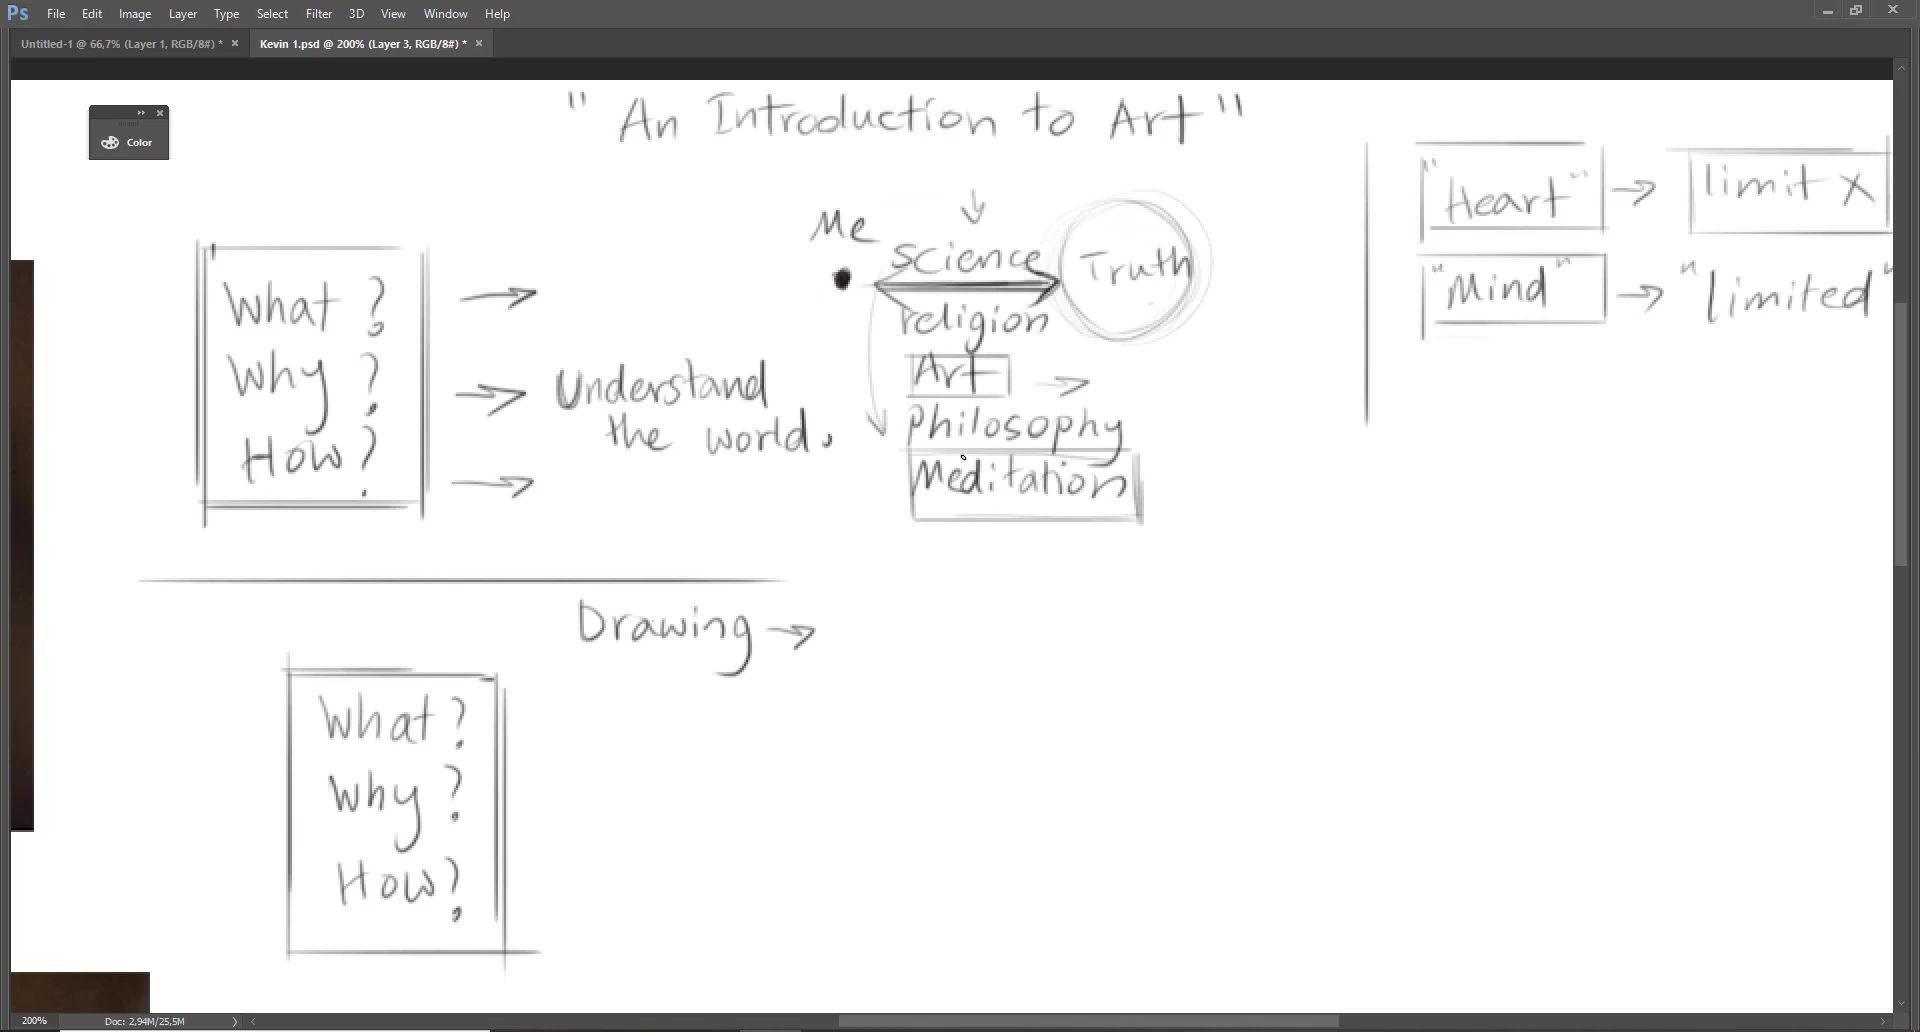 Ps File Edit Image Layer Type Select Filter 3D View Window Help
Untitled-1 @ 66,7% (Layer 1, RGB/8#) * × Kevin 1.psd @ 200% (Layer 3, RGB/8#) * ×
Color
" An Introduction to Art "
What ?
Why ?
How ?
Understand
the world.
Me
science
Truth
religion
Art
Philosophy
Meditation
"Heart" → limit X
"Mind" → "limited"
Drawing →
What ?
Why ?
How ?
200% Doc: 2,94M/25,5M